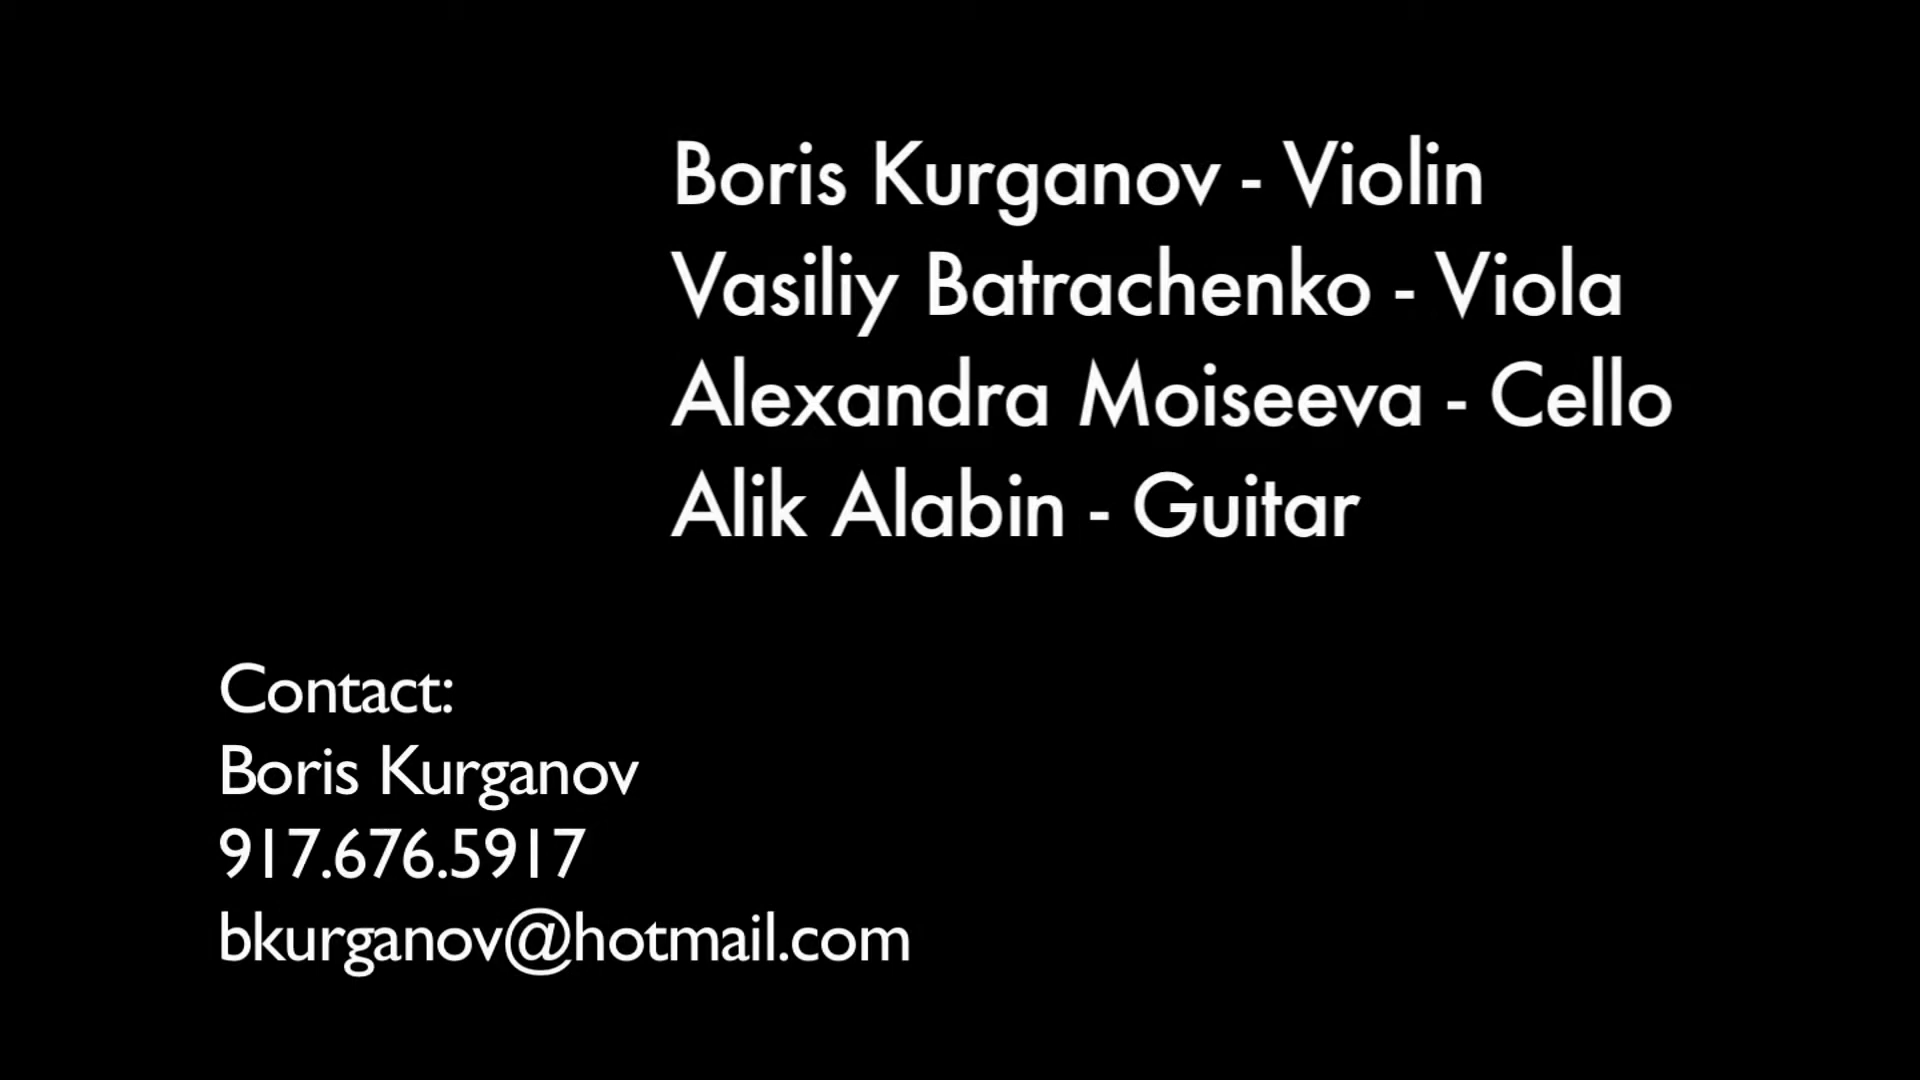 Boris Kurganov - Violin
Vasiliy Batrachenko - Viola
Alexandra Moiseeva - Cello
Alik Alabin - Guitar
Contact:
Boris Kurganov
917.676.5917
bkurganov@hotmail.com